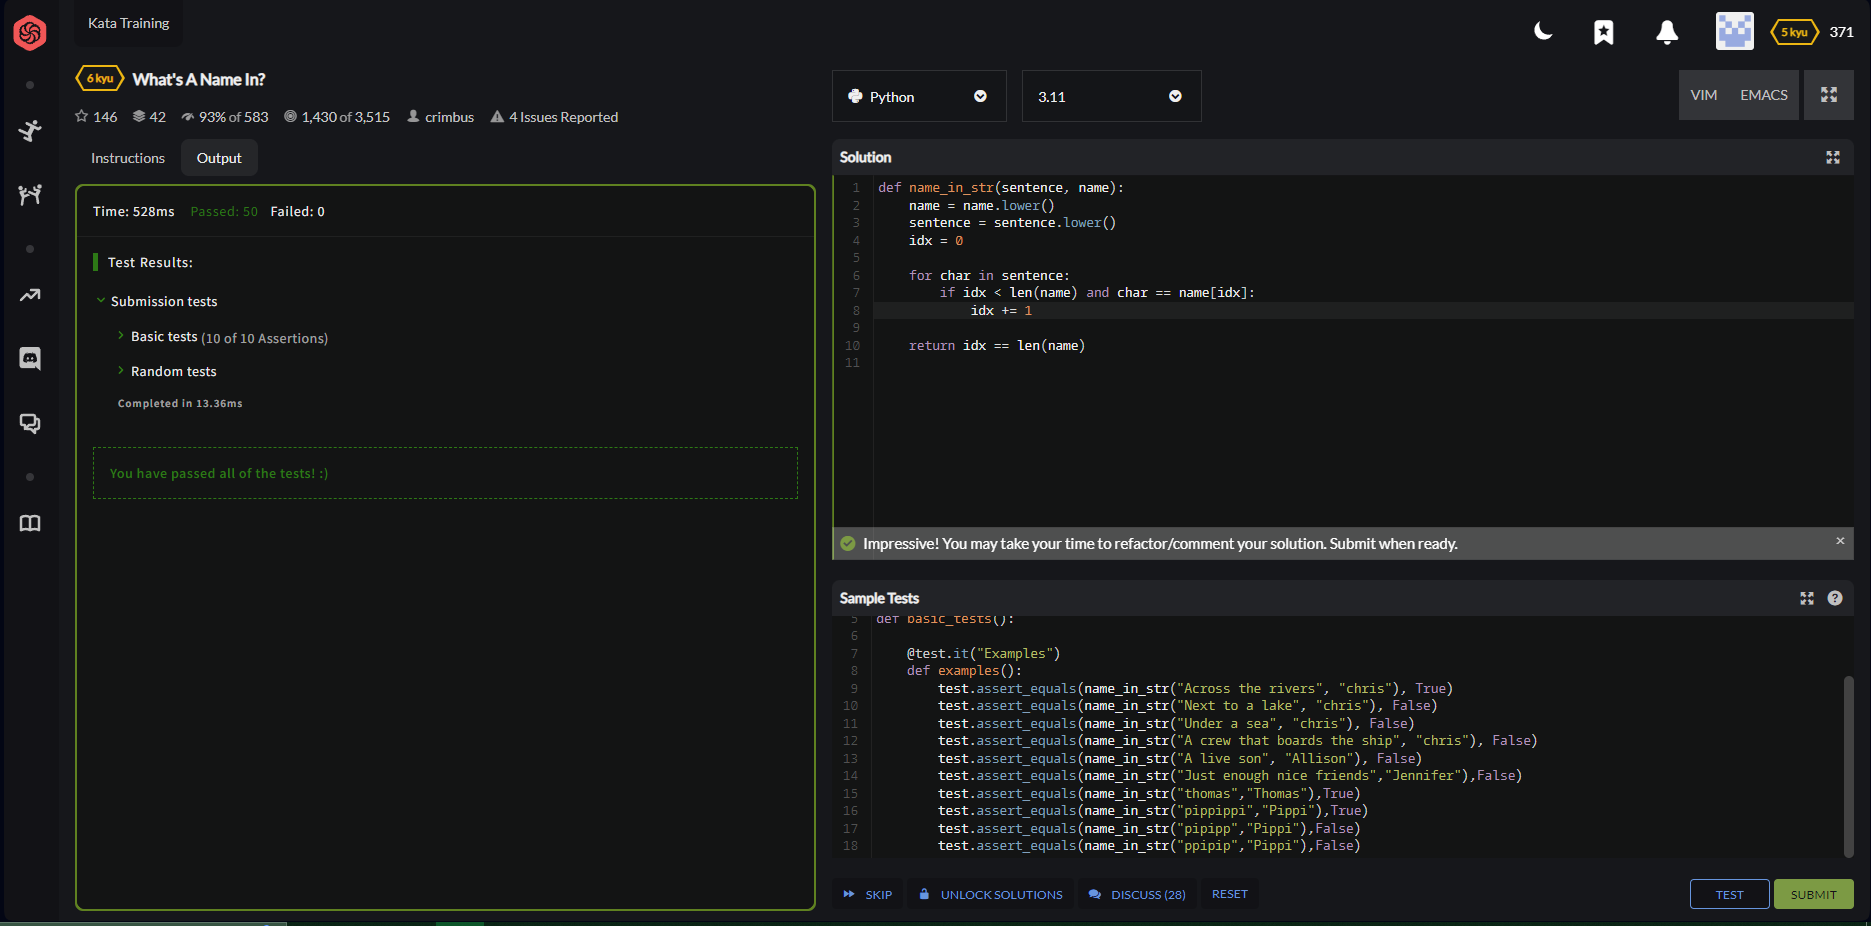 Kata Training
5 kyu 371
6 kyu What's A Name In?
146 42 93% of 583 1,430 of 3,515 crimbus 4 Issues Reported
Instructions Output
Time: 528ms Passed: 50 Failed: 0
Test Results:
Submission tests
Basic tests (10 of 10 Assertions)
Random tests
Completed in 13.36ms
You have passed all of the tests! :)
Python 3.11 VIM EMACS
Solution
1 def name_in_str(sentence, name):
2     name = name.lower()
3     sentence = sentence.lower()
4     idx = 0
5
6     for char in sentence:
7         if idx < len(name) and char == name[idx]:
8             idx += 1
9
10     return idx == len(name)
11
Impressive! You may take your time to refactor/comment your solution. Submit when ready. ×
Sample Tests ?
5 def basic_tests():
6
7     @test.it("Examples")
8     def examples():
9         test.assert_equals(name_in_str("Across the rivers", "chris"), True)
10         test.assert_equals(name_in_str("Next to a lake", "chris"), False)
11         test.assert_equals(name_in_str("Under a sea", "chris"), False)
12         test.assert_equals(name_in_str("A crew that boards the ship", "chris"), False)
13         test.assert_equals(name_in_str("A live son", "Allison"), False)
14         test.assert_equals(name_in_str("Just enough nice friends","Jennifer"),False)
15         test.assert_equals(name_in_str("thomas","Thomas"),True)
16         test.assert_equals(name_in_str("pippippi","Pippi"),True)
17         test.assert_equals(name_in_str("pipipp","Pippi"),False)
18         test.assert_equals(name_in_str("ppipip","Pippi"),False)
SKIP UNLOCK SOLUTIONS DISCUSS (28) RESET TEST SUBMIT